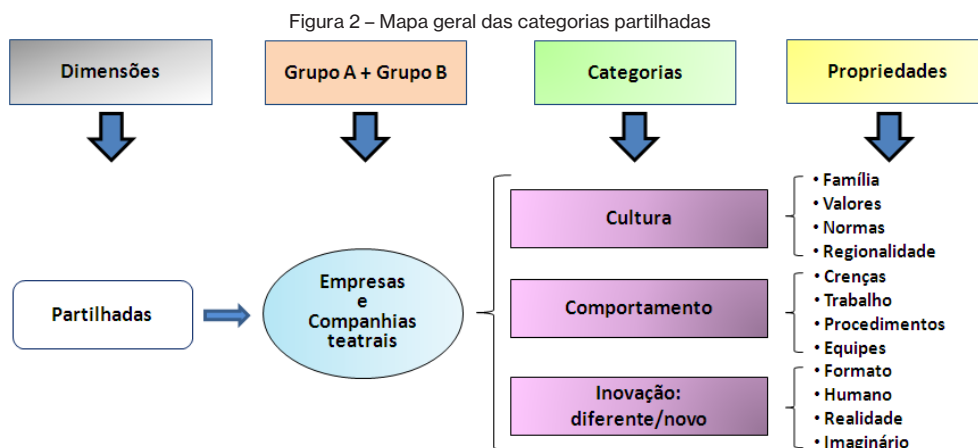 Figura 2 – Mapa geral das categorias partilhadas
Dimensões
Grupo A + Grupo B
Categorias
Propriedades
Partilhadas
Empresas
e
Companhias
teatrais
Cultura
• Família
• Valores
• Normas
• Regionalidade
Comportamento
• Crenças
• Trabalho
• Procedimentos
• Equipes
Inovação:
diferente/novo
• Formato
• Humano
• Realidade
• Imaginário